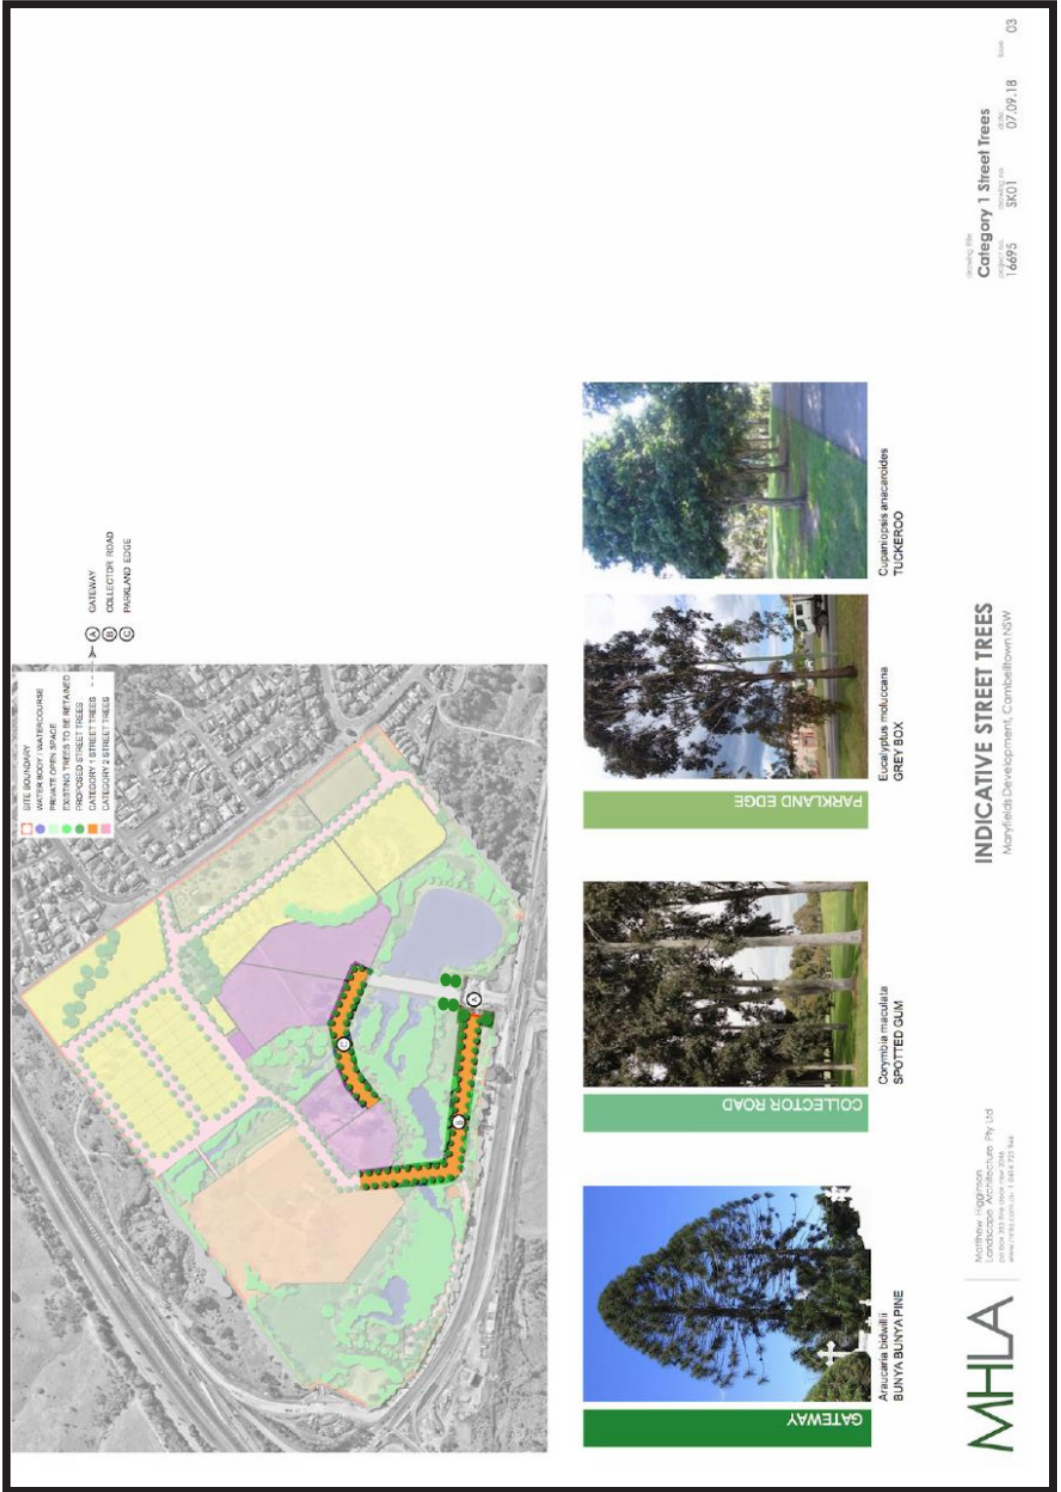 SITE BOUNDARY
WATER BODY / WATERCOURSE
PRIVATE OPEN SPACE
EXISTING TREES TO BE RETAINED
PROPOSED STREET TREES
CATEGORY 1 STREET TREES
CATEGORY 2 STREET TREES
A GATEWAY
B COLLECTOR ROAD
C PARKLAND EDGE
A
B
C
GATEWAY
Araucaria bidwillii
BUNYA BUNYA PINE
COLLECTOR ROAD
Corymbia maculata
SPOTTED GUM
PARKLAND EDGE
Eucalyptus moluccana
GREY BOX
Cupaniopsis anacaroides
TUCKEROO
MHLA
Matthew Higginson
Landscape Architecture Pty Ltd
INDICATIVE STREET TREES
Maryfields Development, Cambelltown NSW
drawing title
Category 1 Street Trees
project no. drawing no. date issue
16695 SK01 07.09.18 03